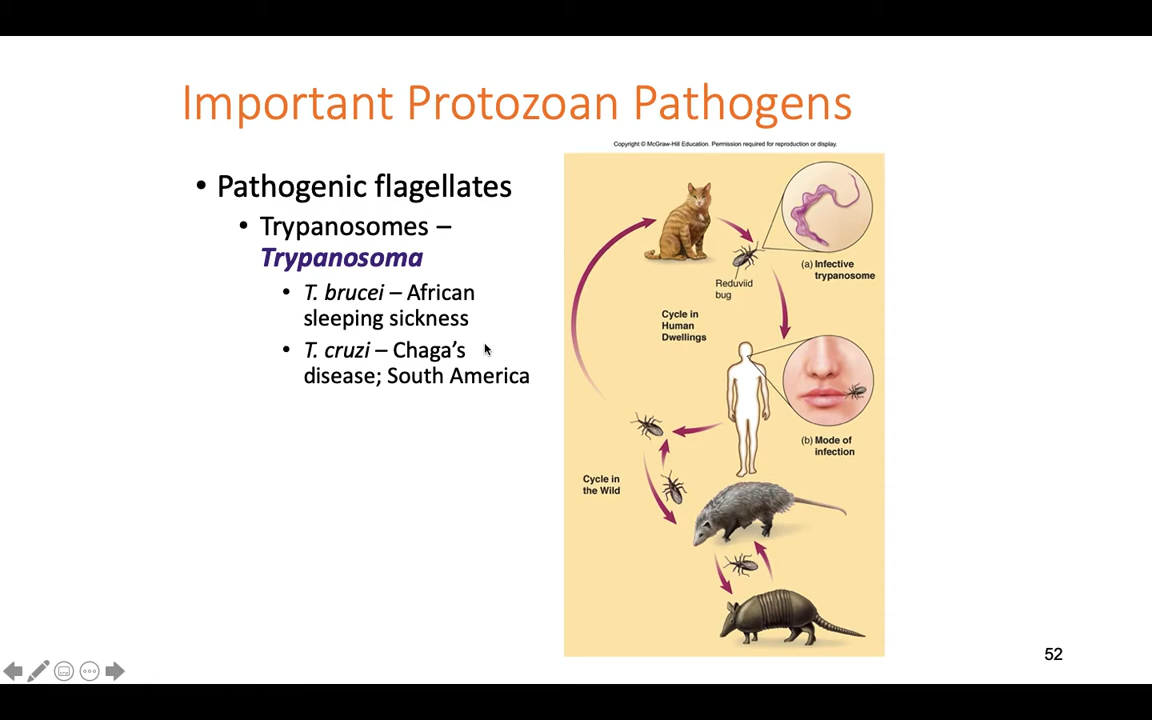 Important Protozoan Pathogens
Copyright © McGraw-Hill Education. Permission required for reproduction or display.
• Pathogenic flagellates
• Trypanosomes –
Trypanosoma
• T. brucei – African
sleeping sickness
• T. cruzi – Chaga’s
disease; South America
(a) Infective
trypanosome
Reduviid
bug
Cycle in
Human
Dwellings
(b) Mode of
infection
Cycle in
the Wild
52